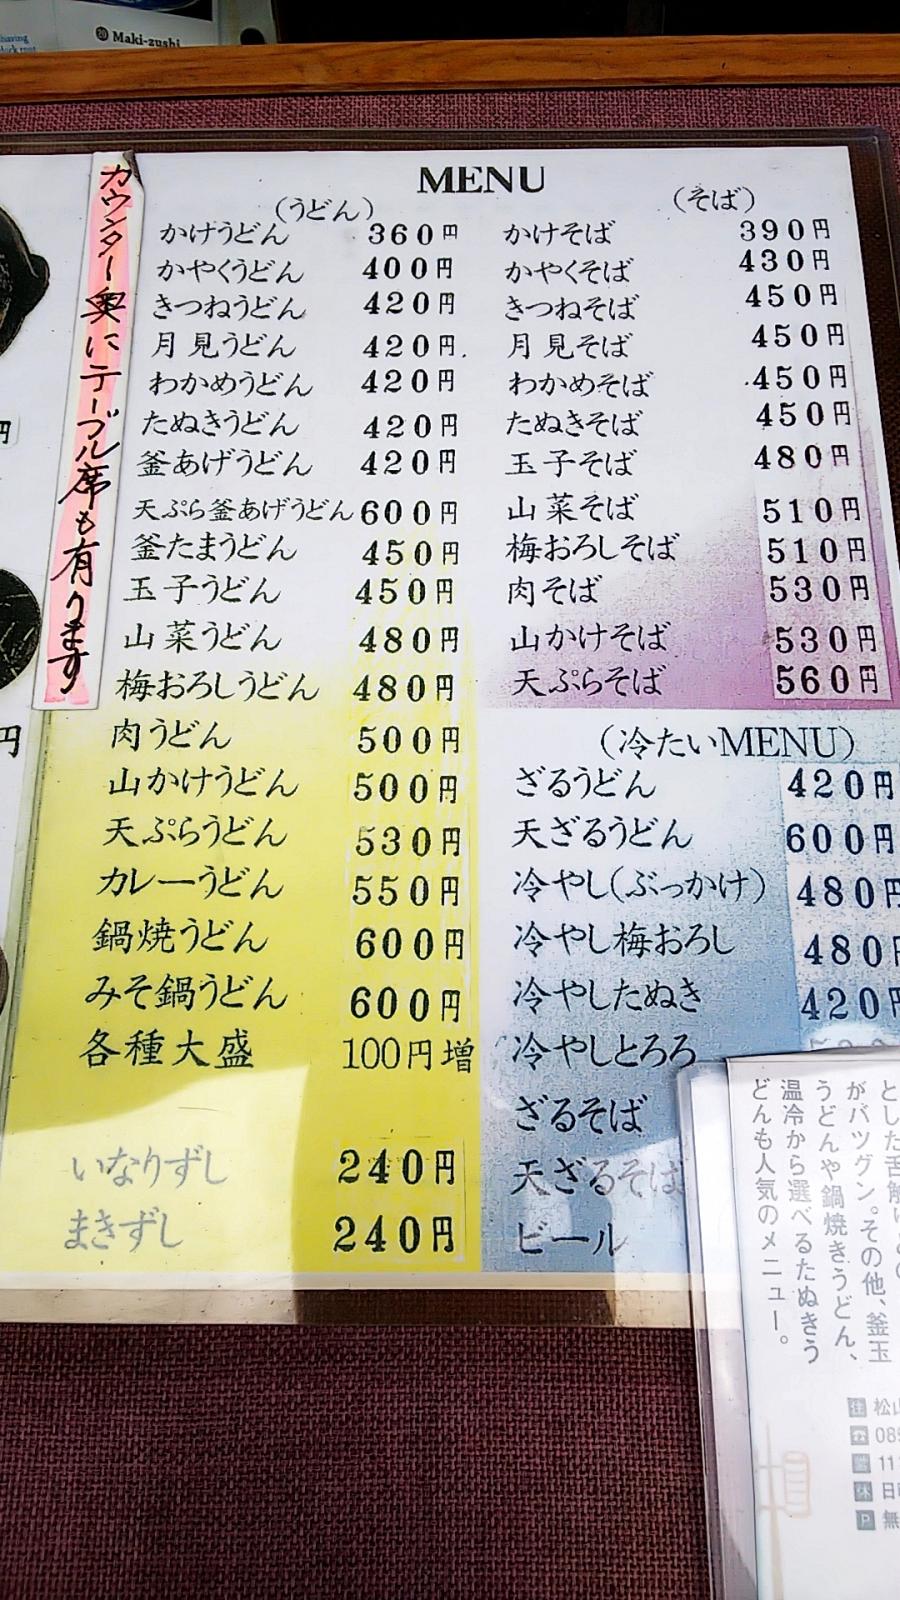 ⑳ Maki-zushi
カウンター奥にテーブル席も有ります
MENU
(うどん)
かけうどん 360円
かやくうどん 400円
きつねうどん 420円
月見うどん 420円
わかめうどん 420円
たぬきうどん 420円
釜あげうどん 420円
天ぷら釜あげうどん 600円
釜たまうどん 450円
玉子うどん 450円
山菜うどん 480円
梅おろしうどん 480円
肉うどん 500円
山かけうどん 500円
天ぷらうどん 530円
カレーうどん 550円
鍋焼うどん 600円
みそ鍋うどん 600円
各種大盛 100円増
いなりずし 240円
まきずし 240円
(そば)
かけそば 390円
かやくそば 430円
きつねそば 450円
月見そば 450円
わかめそば 450円
たぬきそば 450円
玉子そば 480円
山菜そば 510円
梅おろしそば 510円
肉そば 530円
山かけそば 530円
天ぷらそば 560円
(冷たいMENU)
ざるうどん 420円
天ざるうどん 600円
冷やし(ぶっかけ) 480円
冷やし梅おろし 480円
冷やしたぬき 420円
冷やしとろろ
ざるそば
天ざるそば
ビール
がバツグン。その他、釜玉
うどんや鍋焼きうどん、
温冷から選べるたぬきう
どんも人気のメニュー。
住 松山
☎ 089
営 11
休 日
P 無
円
円